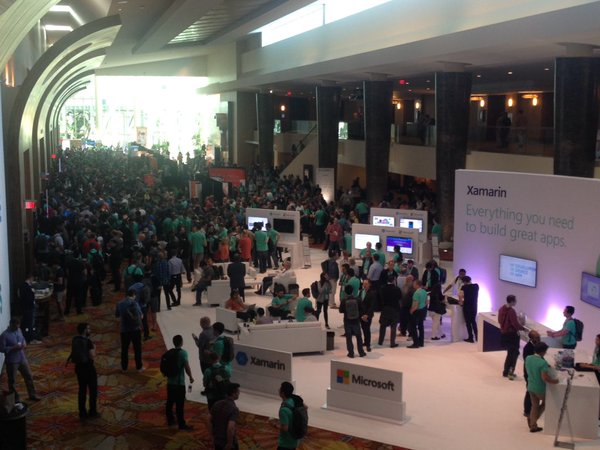 Xamarin
Everything you need
to build great apps.
Xamarin
Microsoft